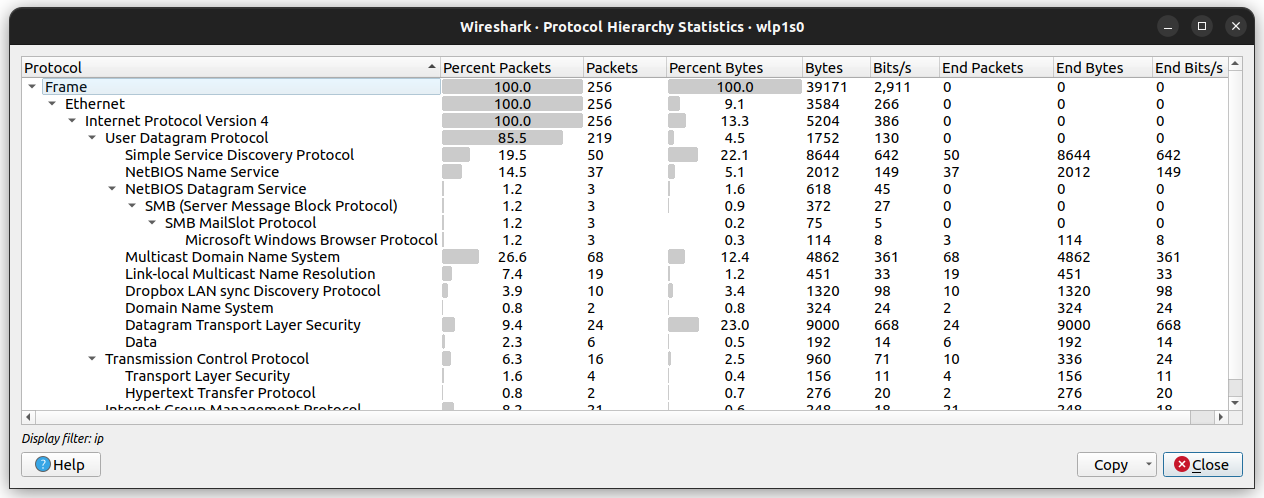 Wireshark · Protocol Hierarchy Statistics · wlp1s0
Protocol Percent Packets Packets Percent Bytes Bytes Bits/s End Packets End Bytes End Bits/s
Frame 100.0 256 100.0 39171 2,911 0 0 0
Ethernet 100.0 256 9.1 3584 266 0 0 0
Internet Protocol Version 4 100.0 256 13.3 5204 386 0 0 0
User Datagram Protocol 85.5 219 4.5 1752 130 0 0 0
Simple Service Discovery Protocol 19.5 50 22.1 8644 642 50 8644 642
NetBIOS Name Service 14.5 37 5.1 2012 149 37 2012 149
NetBIOS Datagram Service 1.2 3 1.6 618 45 0 0 0
SMB (Server Message Block Protocol) 1.2 3 0.9 372 27 0 0 0
SMB MailSlot Protocol 1.2 3 0.2 75 5 0 0 0
Microsoft Windows Browser Protocol 1.2 3 0.3 114 8 3 114 8
Multicast Domain Name System 26.6 68 12.4 4862 361 68 4862 361
Link-local Multicast Name Resolution 7.4 19 1.2 451 33 19 451 33
Dropbox LAN sync Discovery Protocol 3.9 10 3.4 1320 98 10 1320 98
Domain Name System 0.8 2 0.8 324 24 2 324 24
Datagram Transport Layer Security 9.4 24 23.0 9000 668 24 9000 668
Data 2.3 6 0.5 192 14 6 192 14
Transmission Control Protocol 6.3 16 2.5 960 71 10 336 24
Transport Layer Security 1.6 4 0.4 156 11 4 156 11
Hypertext Transfer Protocol 0.8 2 0.7 276 20 2 276 20
Internet Group Management Protocol 8.2 21 0.6 248 18 21 248 18
Display filter: ip
? Help
Copy
Close